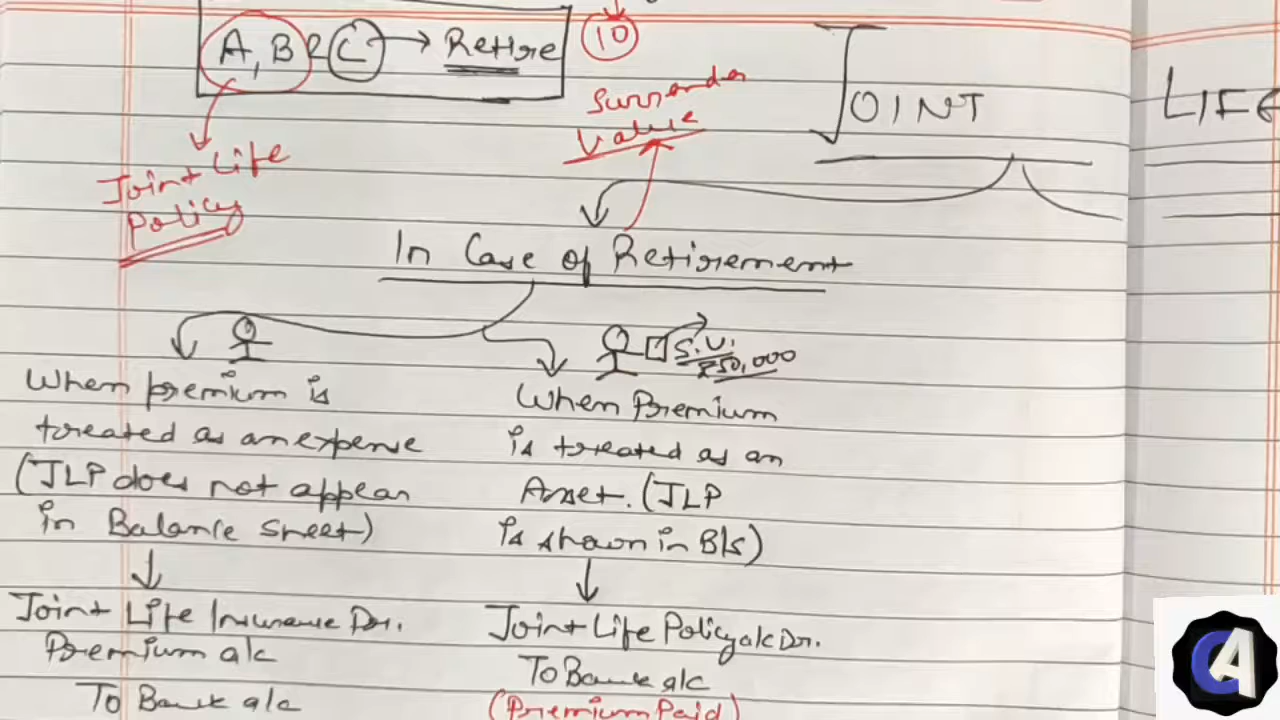 A, B & C → Retire
10
Surrender
Value
JOINT
LIFE
Joint Life
Policy
In Case of Retirement
S.V.
₹50,000
When premium is
treated as an expense
(JLP does not appear
in Balance Sheet)
When Premium
is treated as an
Asset. (JLP
is shown in B/s)
Joint Life Insurance Dr.
Premium a/c
To Bank a/c
Joint Life Policy a/c Dr.
To Bank a/c
(Premium Paid)
CA